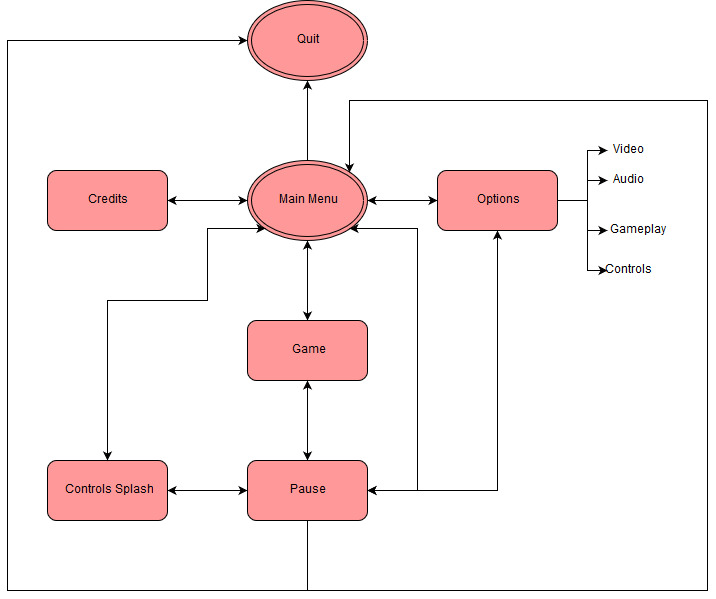 Quit
Video
Audio
Credits
Main Menu
Options
Gameplay
Controls
Game
Controls Splash
Pause